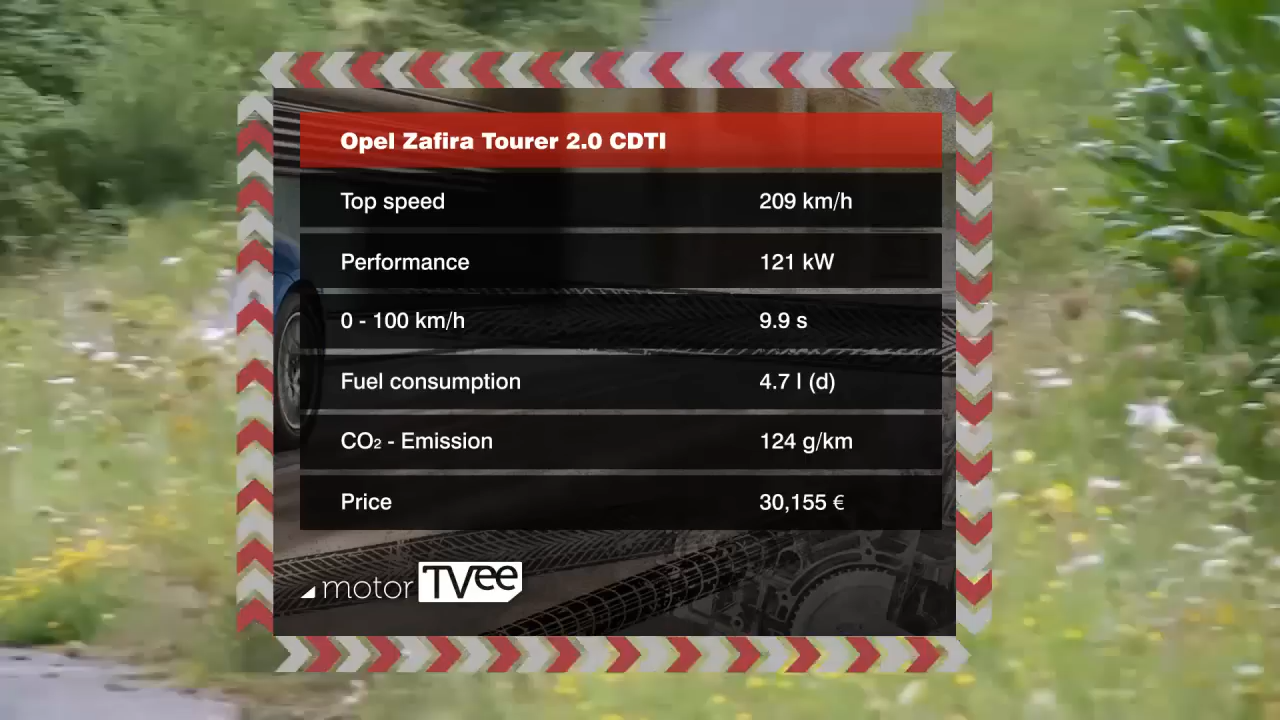 Opel Zafira Tourer 2.0 CDTI
Top speed 209 km/h
Performance 121 kW
0 - 100 km/h 9.9 s
Fuel consumption 4.7 l (d)
CO₂ - Emission 124 g/km
Price 30,155 €
motor TVee